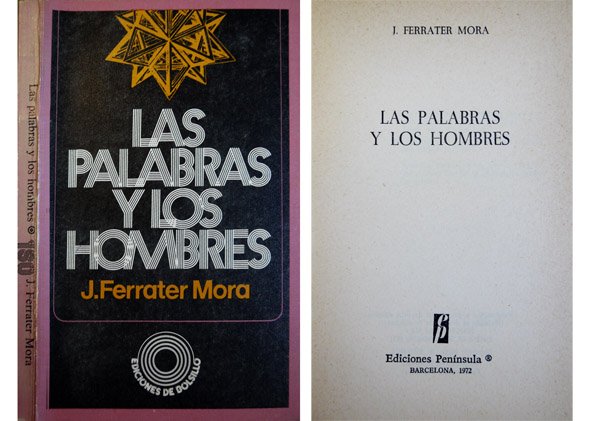 Las palabras y los hombres ® 180 J. Ferrater Mora
LAS
PALABRAS
Y LOS
HOMBRES
J. Ferrater Mora
EDICIONES DE BOLSILLO
J. FERRATER MORA
LAS PALABRAS
Y LOS HOMBRES
Ediciones Península ®
BARCELONA, 1972